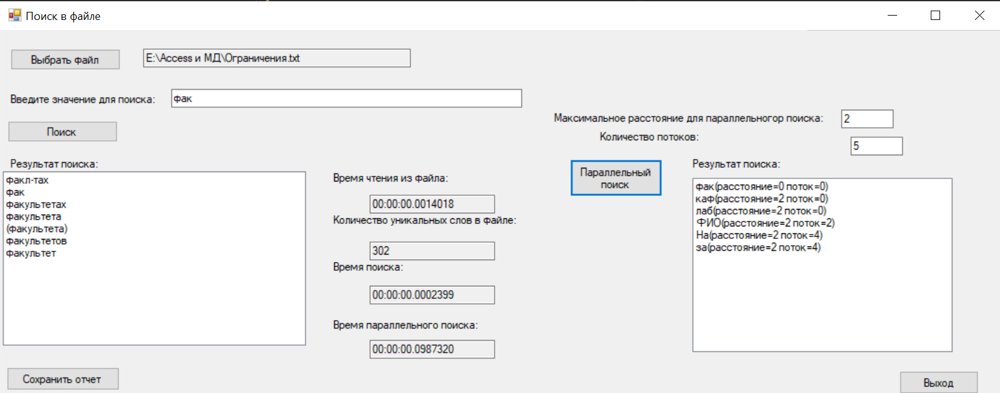 Поиск в файле
Выбрать файл
E:\Access и МД\Ограничения.txt
Введите значение для поиска:
фак
Поиск
Максимальное расстояние для параллельногор поиска:
2
Количество потоков:
5
Результат поиска:
факл-тах
фак
факультетах
факультета
(факультета)
факультетов
факультет
Время чтения из файла:
00:00:00.0014018
Количество уникальных слов в файле:
302
Время поиска:
00:00:00.0002399
Время параллельного поиска:
00:00:00.0987320
Параллельный
поиск
Результат поиска:
фак(расстояние=0 поток=0)
каф(расстояние=2 поток=0)
лаб(расстояние=2 поток=0)
ФИО(расстояние=2 поток=2)
На(расстояние=2 поток=4)
за(расстояние=2 поток=4)
Сохранить отчет
Выход